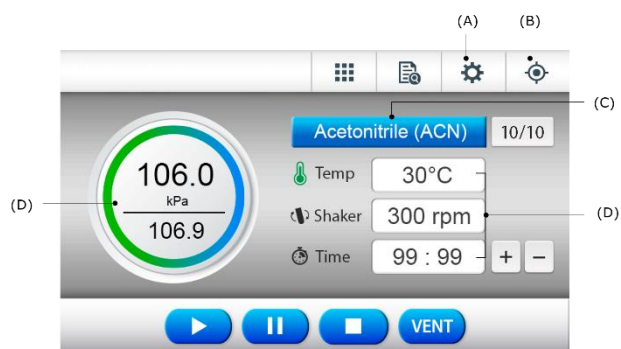 (A)
(B)
(C)
Acetonitrile (ACN)
10/10
106.0
kPa
106.9
(D)
Temp
30°C
Shaker
300 rpm
(D)
Time
99 : 99
+
−
VENT